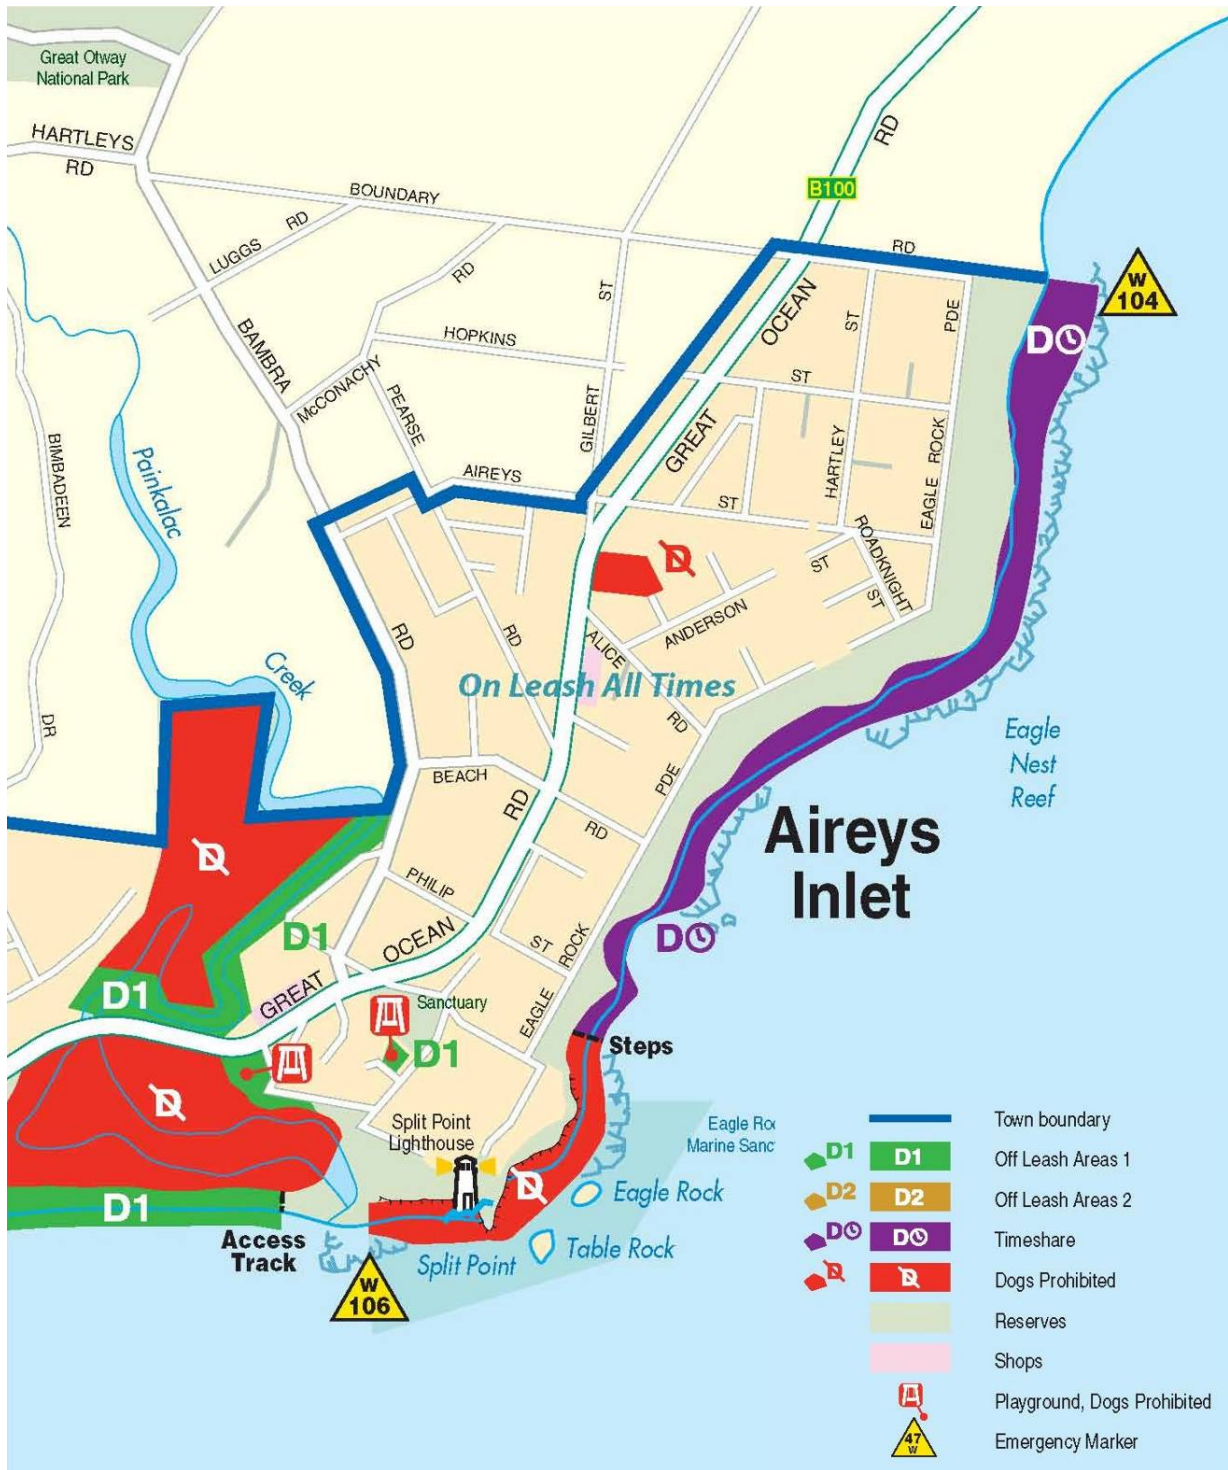 Great Otway
National Park
HARTLEYS
RD
RD
B100
BOUNDARY
RD
LUGGS
RD
RD
ST
W
104
OCEAN
ST
PDE
D
BAMBRA
HOPKINS
McCONACHY
PEARSE
GILBERT
ST
GREAT
HARTLEY
EAGLE ROCK
BIMBADEEN
Painkalac
AIREYS
ST
ROADKNIGHT
ST
ST
D
RD
RD
ALICE
ANDERSON
Creek
On Leash All Times
DR
RD
PDE
Eagle
Nest
Reef
BEACH
RD
RD
Aireys
Inlet
D
PHILIP
D1
OCEAN
ST
EAGLE ROCK
D
D1
GREAT
Sanctuary
D1
Steps
D
Split Point
Lighthouse
Eagle Roc
Marine Sanc
D
Eagle Rock
D1
Access
Track
Split Point
Table Rock
W
106
Town boundary
D1 D1 Off Leash Areas 1
D2 D2 Off Leash Areas 2
D D Timeshare
D D Dogs Prohibited
Reserves
Shops
Playground, Dogs Prohibited
47
W
Emergency Marker